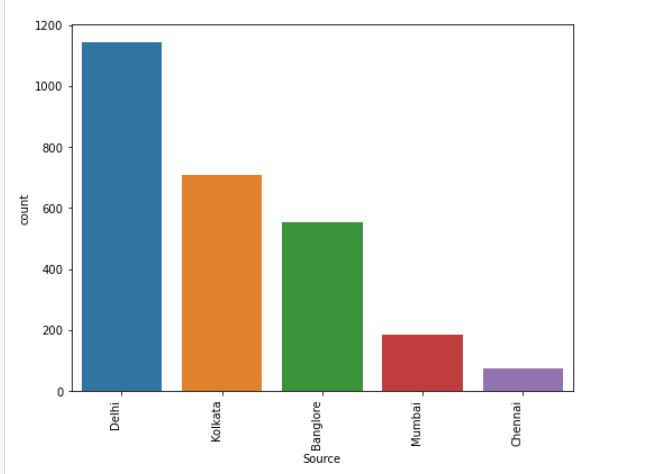 1200
1000
800
600
400
200
0
count
Delhi
Kolkata
Banglore
Mumbai
Chennai
Source